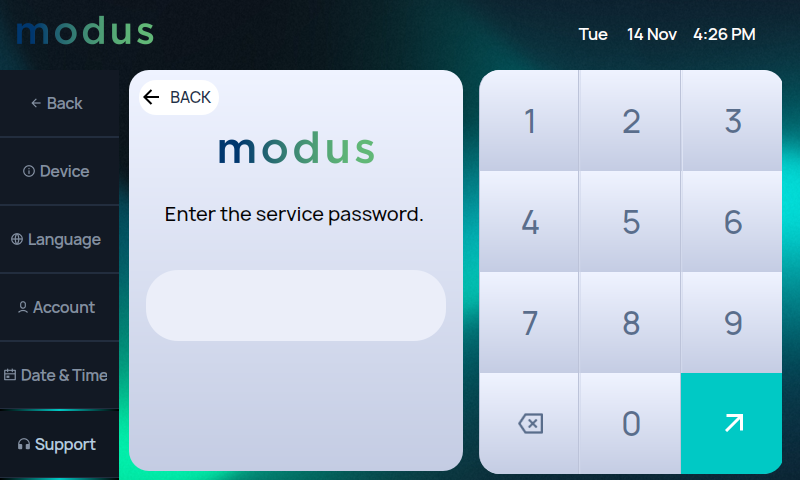 modus
Tue 14 Nov 4:26 PM
Back
Device
Language
Account
Date & Time
Support
BACK
modus
Enter the service password.
1 2 3
4 5 6
7 8 9
0